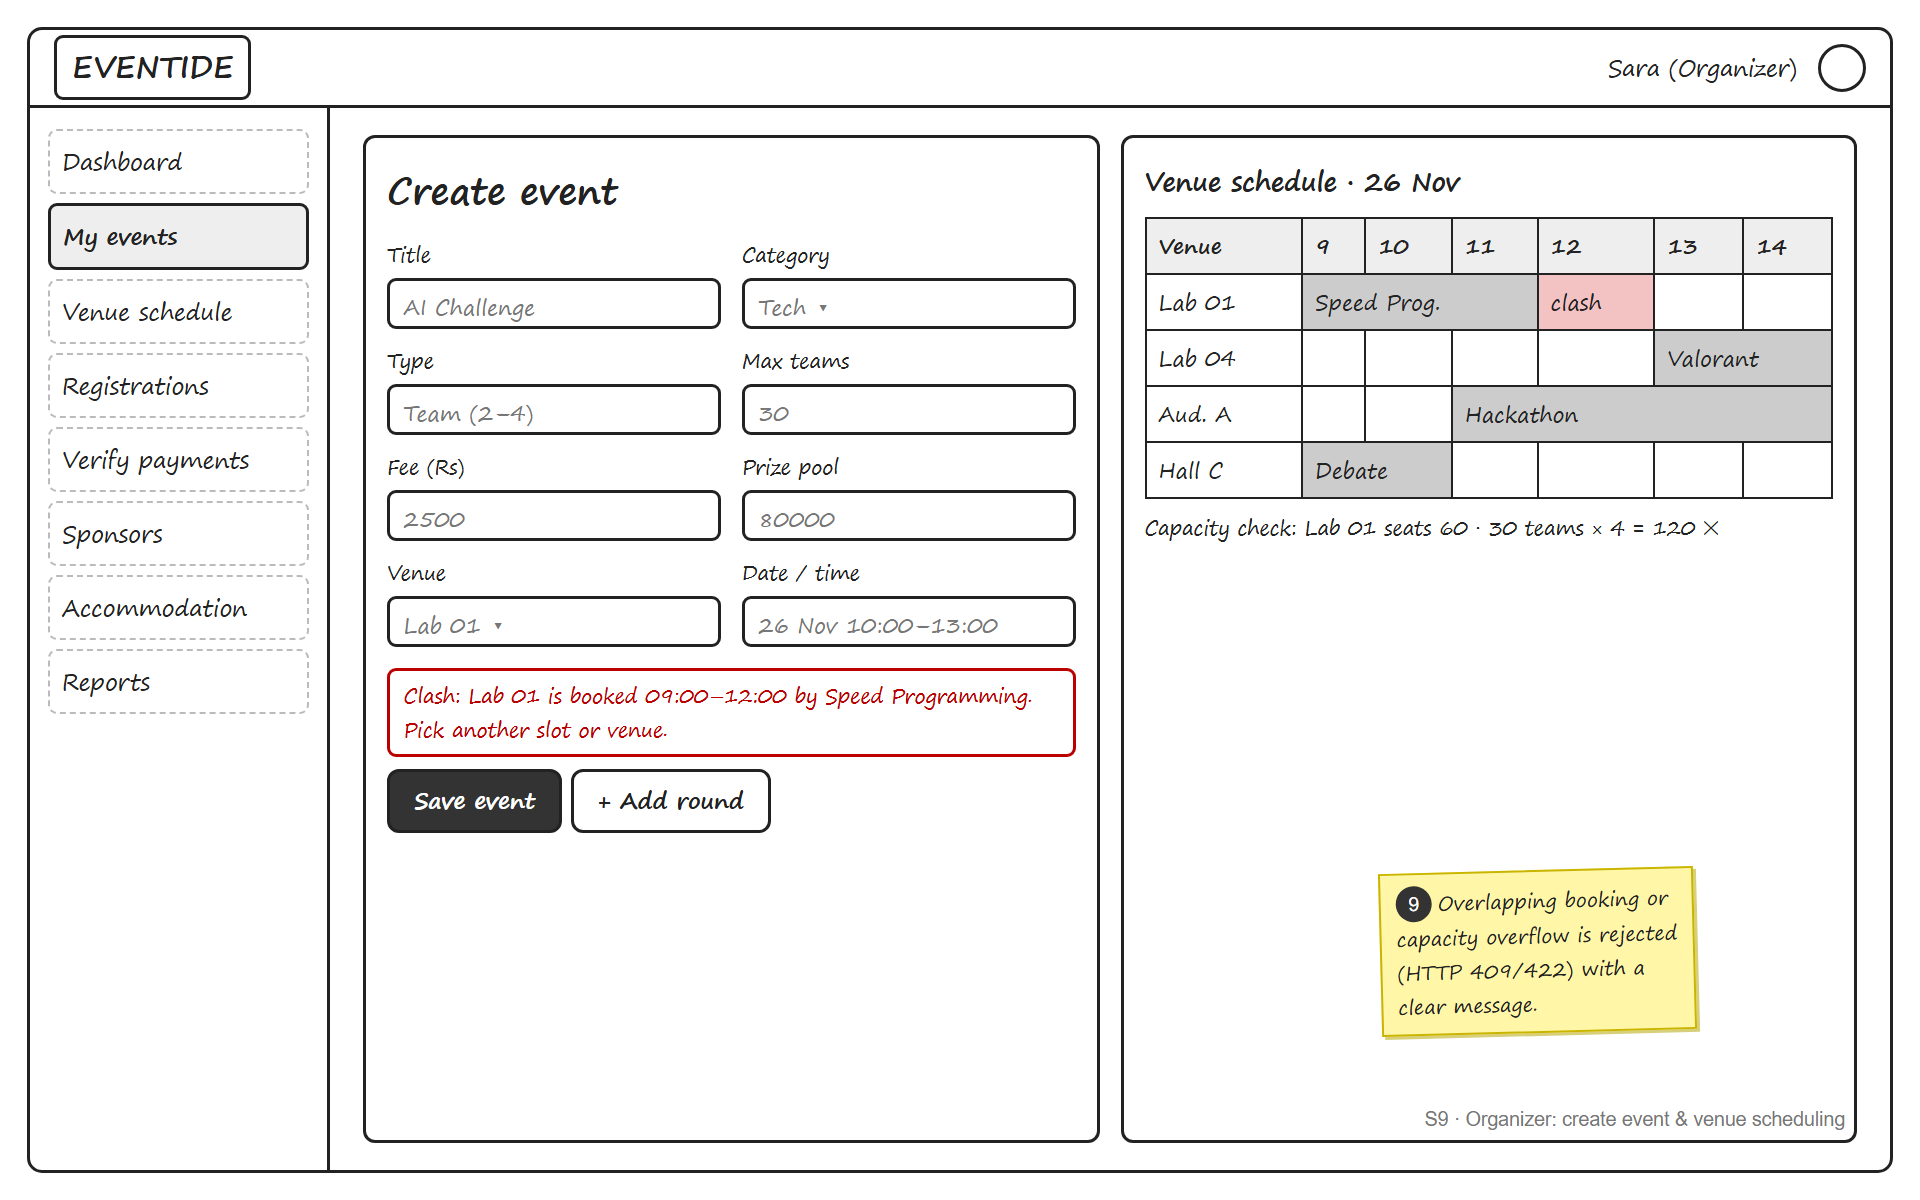 EVENTIDE
Sara (Organizer)
Dashboard
My events
Venue schedule
Registrations
Verify payments
Sponsors
Accommodation
Reports
Create event
Title
Category
AI Challenge
Tech ▾
Type
Max teams
Team (2–4)
30
Fee (Rs)
Prize pool
2500
80000
Venue
Date / time
Lab 01 ▾
26 Nov 10:00–13:00
Clash: Lab 01 is booked 09:00–12:00 by Speed Programming.
Pick another slot or venue.
Save event
+ Add round
Venue schedule · 26 Nov
Venue 9 10 11 12 13 14
Lab 01 Speed Prog. clash
Lab 04 Valorant
Aud. A Hackathon
Hall C Debate
Capacity check: Lab 01 seats 60 · 30 teams × 4 = 120 ✕
9 Overlapping booking or
capacity overflow is rejected
(HTTP 409/422) with a
clear message.
S9 · Organizer: create event & venue scheduling